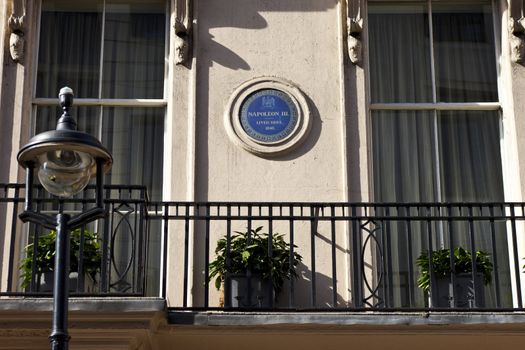 NAPOLEON III.
LIVED HERE
1848.